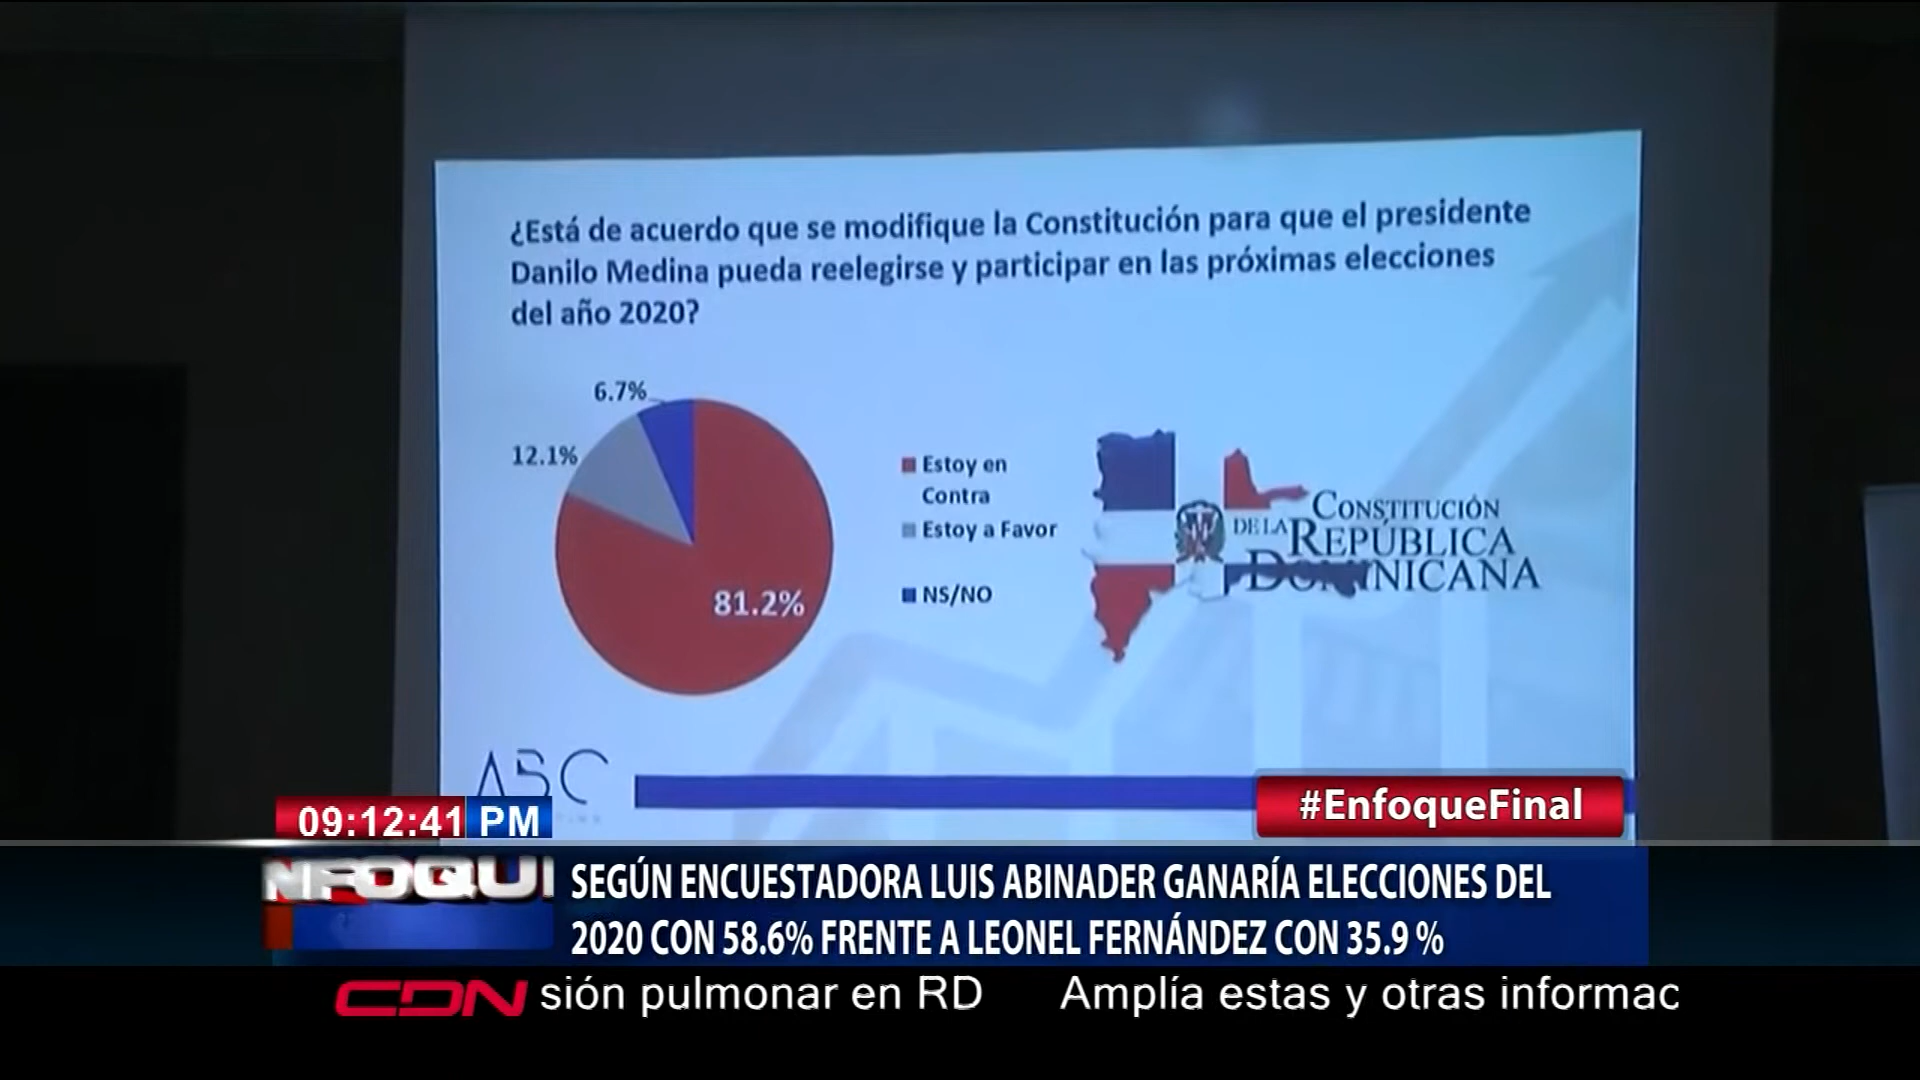 ¿Está de acuerdo que se modifique la Constitución para que el presidente
Danilo Medina pueda reelegirse y participar en las próximas elecciones
del año 2020?
6.7%
12.1%
81.2%
Estoy en
Contra
Estoy a Favor
NS/NO
CONSTITUCIÓN
DE LA REPÚBLICA
DOMINICANA
ABC
#EnfoqueFinal
09:12:41 PM
NFOQU
SEGÚN ENCUESTADORA LUIS ABINADER GANARÍA ELECCIONES DEL
2020 CON 58.6% FRENTE A LEONEL FERNÁNDEZ CON 35.9 %
CDN sión pulmonar en RD Amplía estas y otras informac